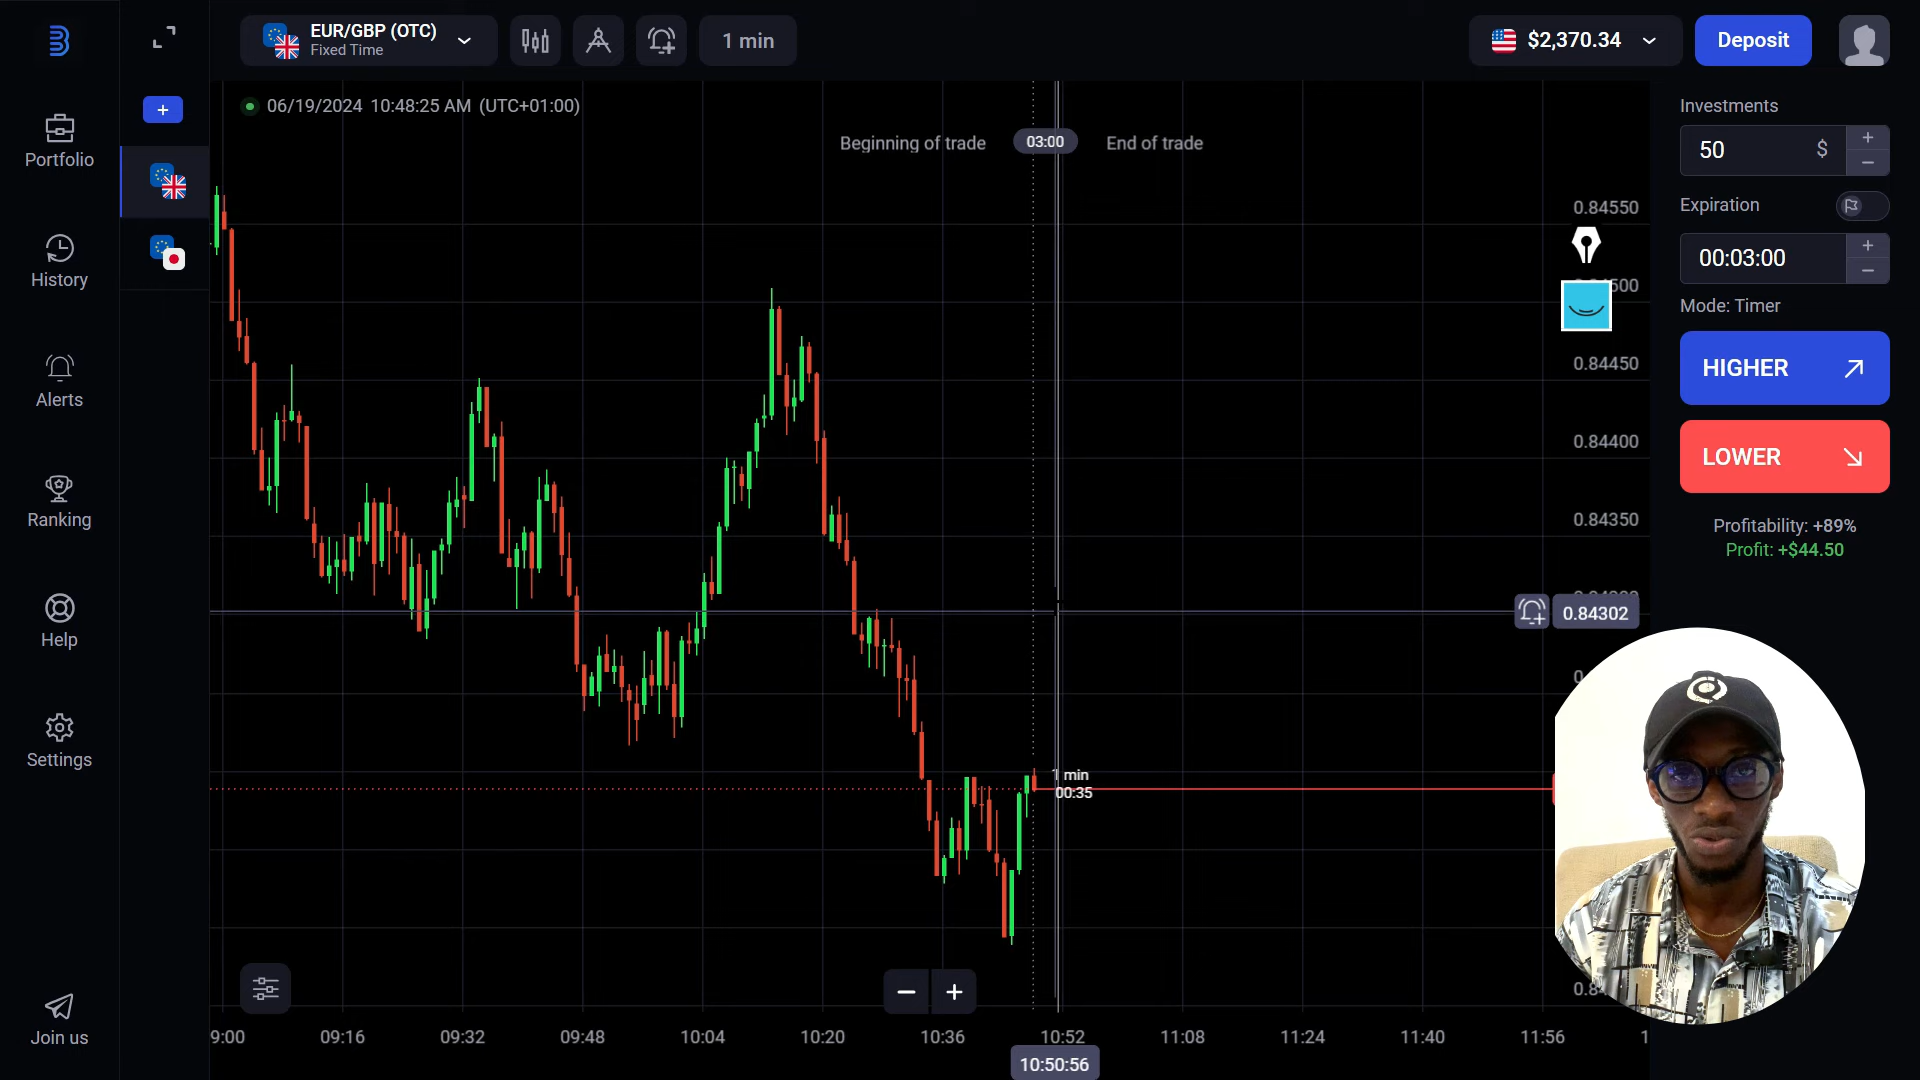 EUR/GBP (OTC)
Fixed Time
1 min
$2,370.34
Deposit
06/19/2024 10:48:25 AM (UTC+01:00)
Beginning of trade
03:00
End of trade
Portfolio
History
Alerts
Ranking
Help
Settings
Join us
Investments
50 $
Expiration
00:03:00
Mode: Timer
HIGHER
LOWER
Profitability: +89%
Profit: +$44.50
0.84550
0.84450
0.84400
0.84350
0.84302
1 min
00:35
9:00
09:16
09:32
09:48
10:04
10:20
10:36
10:52
11:08
11:24
11:40
11:56
10:50:56